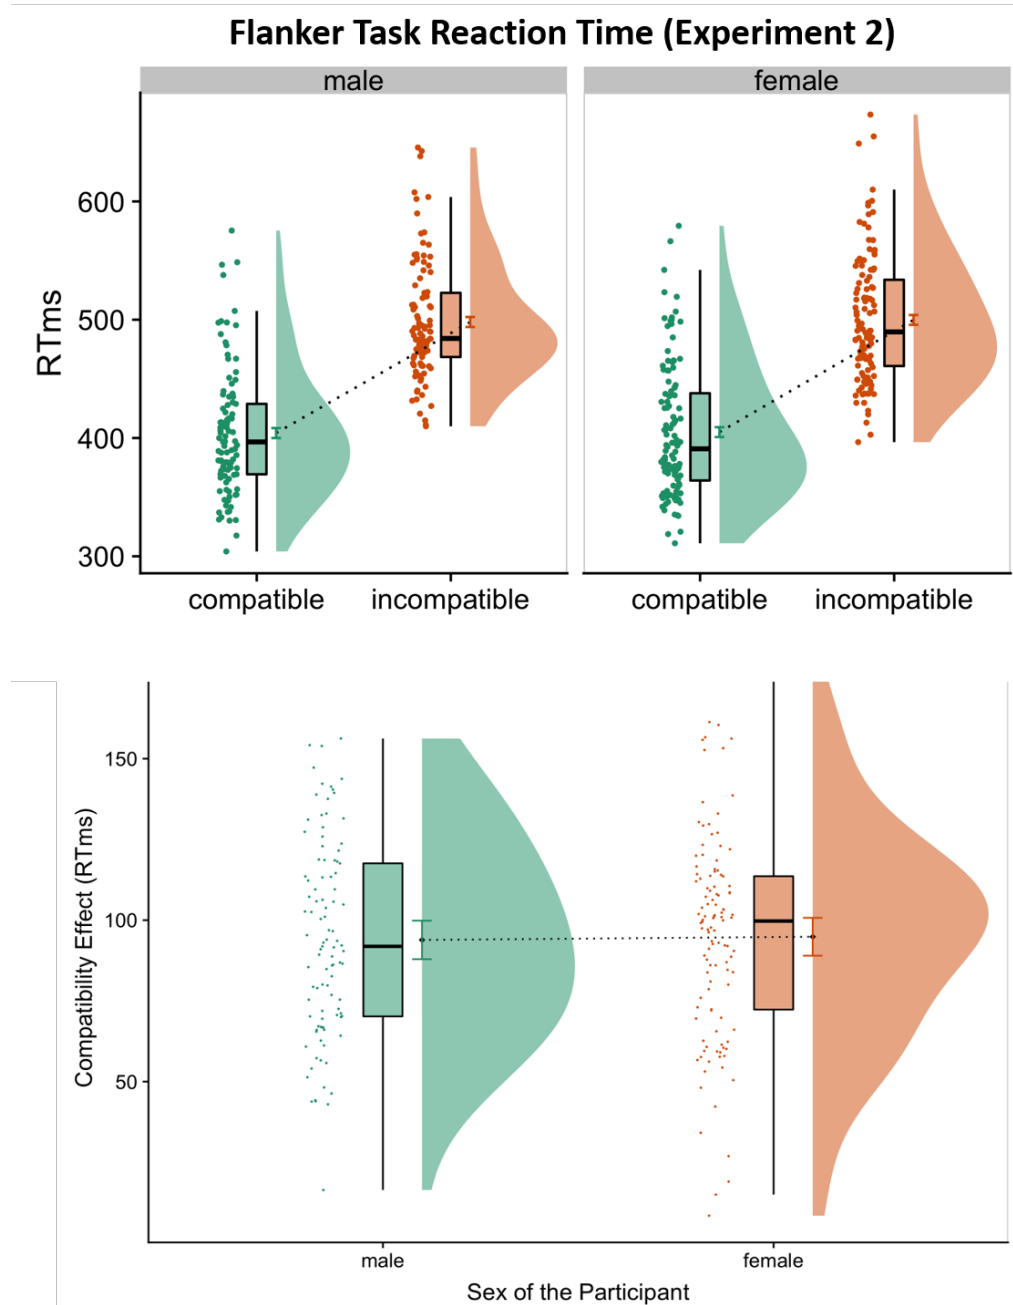 Flanker Task Reaction Time (Experiment 2)
male female
600
500
400
300
RTms
compatible incompatible compatible incompatible
150
100
50
Compatibility Effect (RTms)
male female
Sex of the Participant